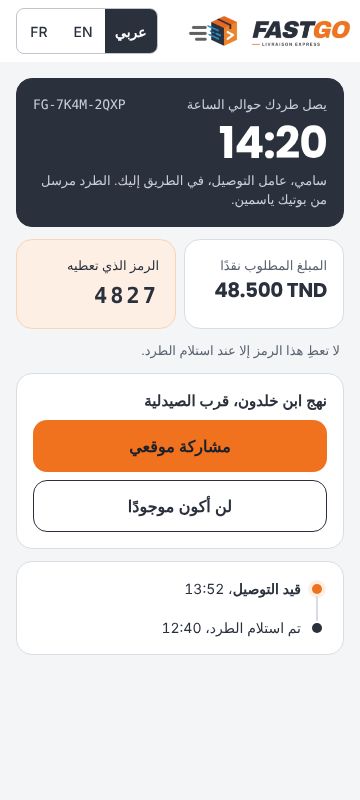 FASTGO
LIVRAISON EXPRESS
عربي
EN
FR
يصل طردك حوالي الساعة
FG-7K4M-2QXP
14:20
سامي، عامل التوصيل، في الطريق إليك. الطرد مرسل
من بوتيك ياسمين.
المبلغ المطلوب نقدًا
48.500 TND
الرمز الذي تعطيه
4827
لا تعطِ هذا الرمز إلا عند استلام الطرد.
نهج ابن خلدون، قرب الصيدلية
مشاركة موقعي
لن أكون موجودًا
قيد التوصيل، 13:52
تم استلام الطرد، 12:40